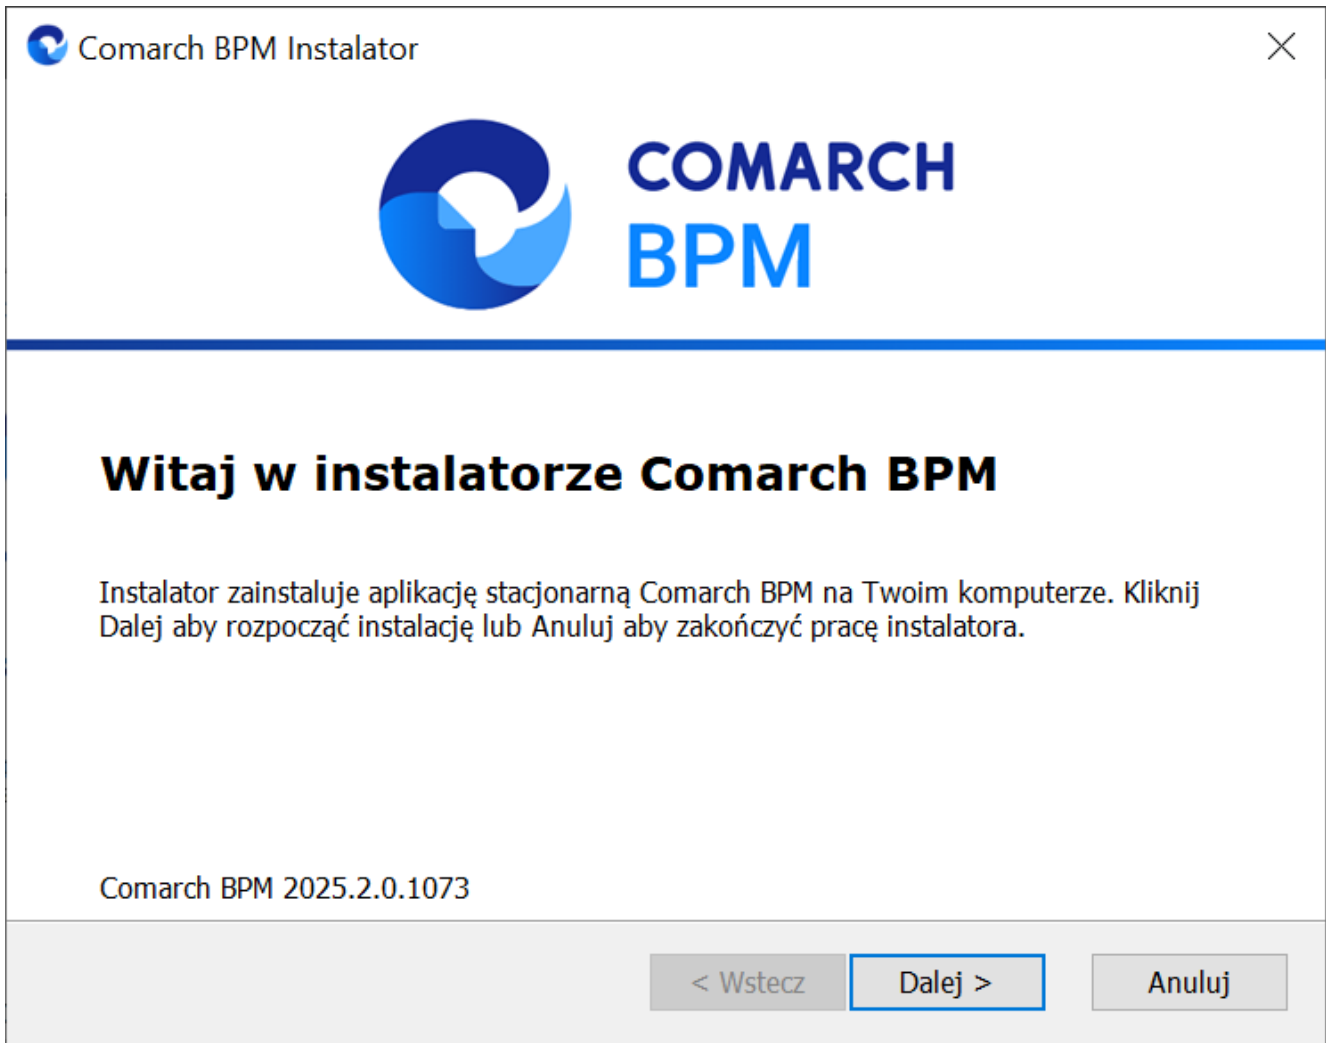 Comarch BPM Instalator
COMARCH
BPM
Witaj w instalatorze Comarch BPM
Instalator zainstaluje aplikację stacjonarną Comarch BPM na Twoim komputerze. Kliknij
Dalej aby rozpocząć instalację lub Anuluj aby zakończyć pracę instalatora.
Comarch BPM 2025.2.0.1073
< Wstecz
Dalej >
Anuluj